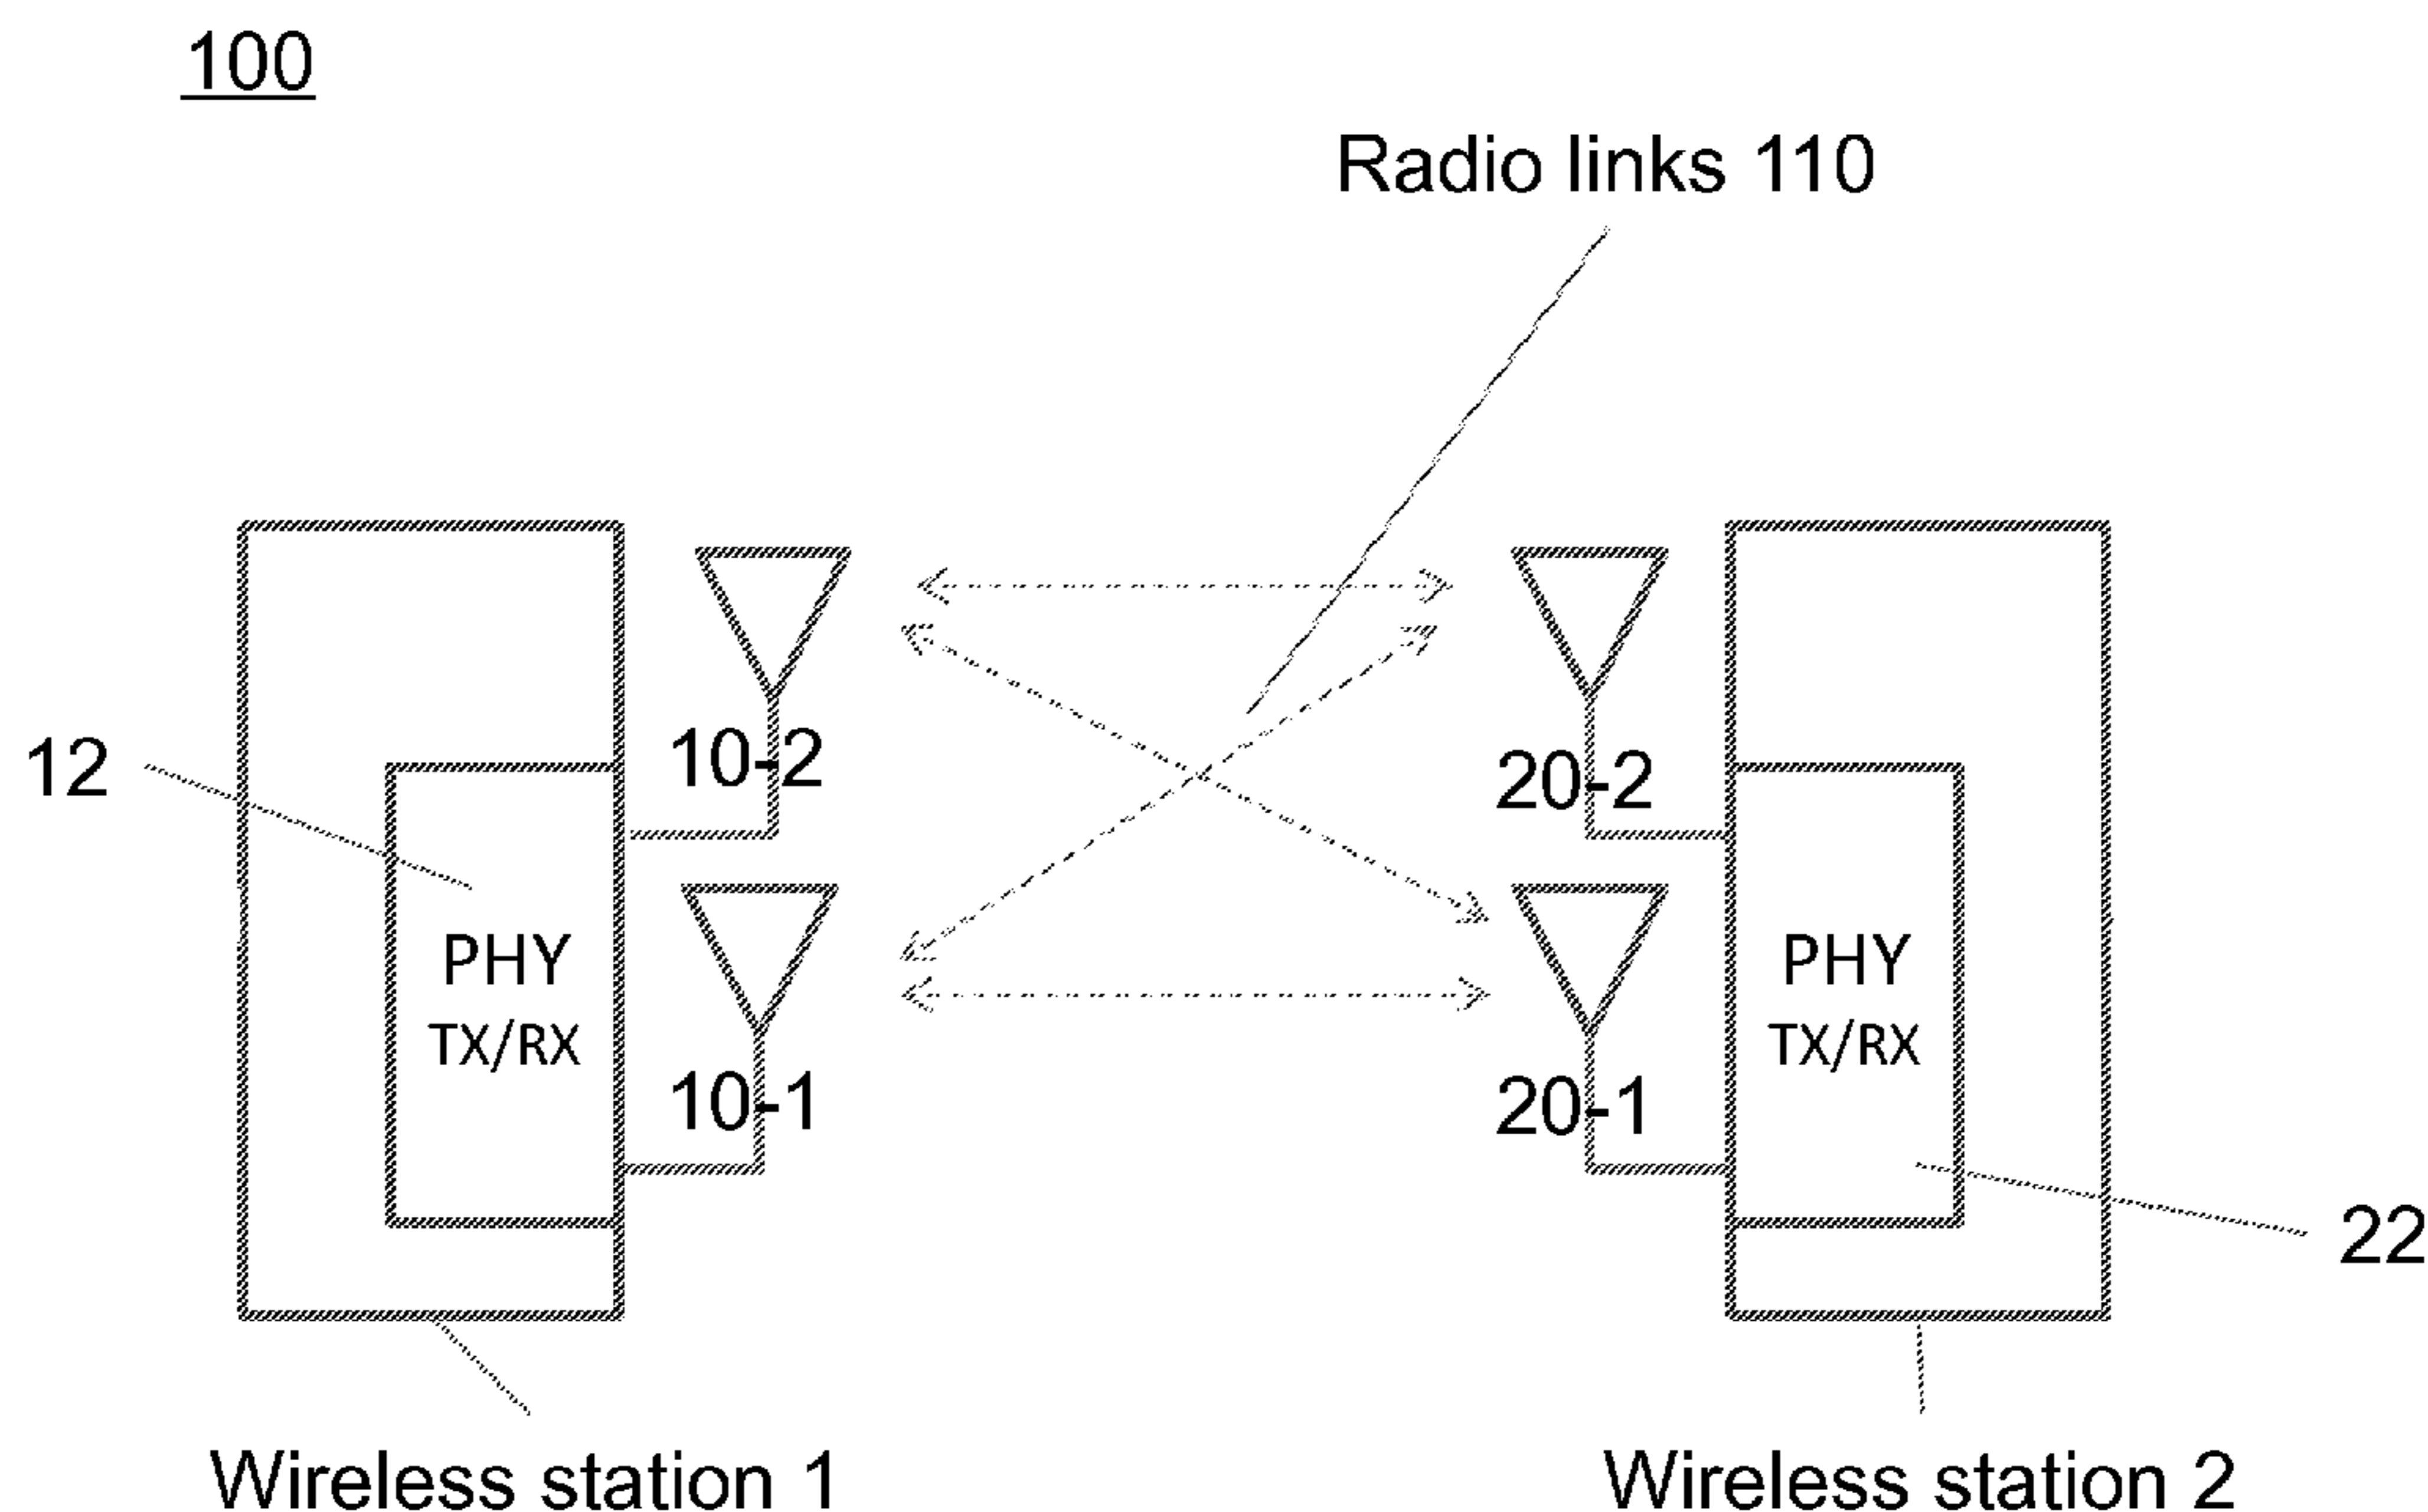 100
Radio links 110
12
10-2
20-2
PHY
TX/RX
PHY
TX/RX
10-1
20-1
22
Wireless station 1
Wireless station 2